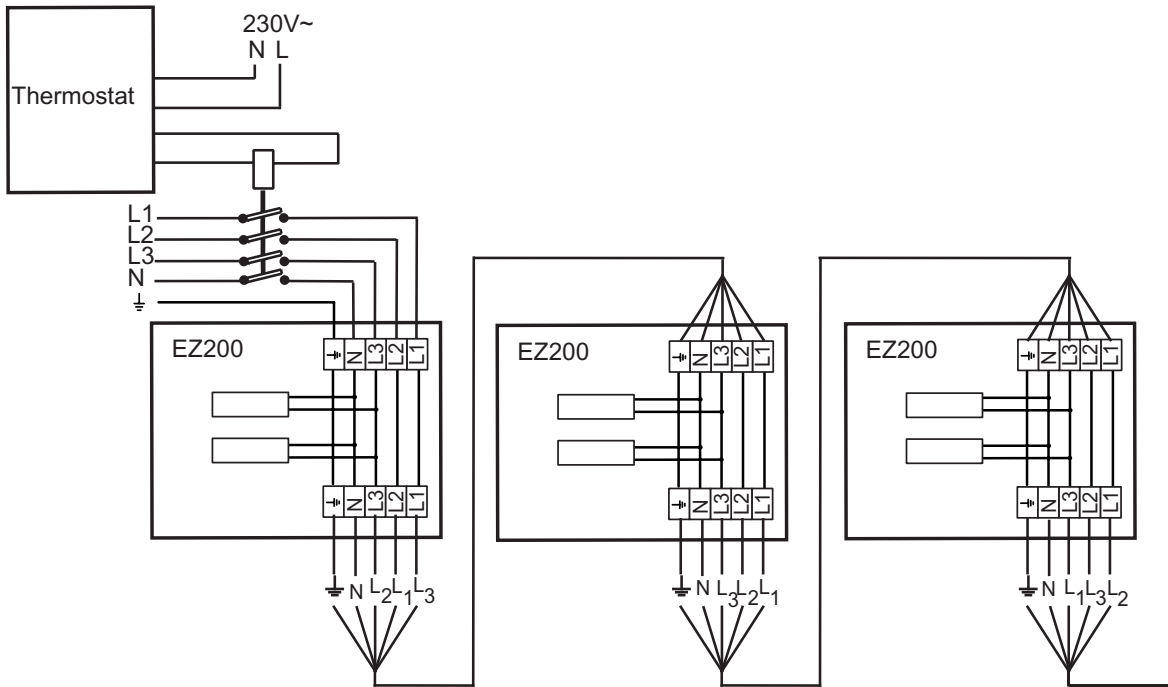 230V~
N L
Thermostat
L1
L2
L3
N
EZ200
N L3 L2 L1
N L3 L2 L1
N L2 L1 L3
EZ200
N L3 L2 L1
N L3 L2 L1
N L3 L2 L1
EZ200
N L3 L2 L1
N L3 L2 L1
N L1 L3 L2